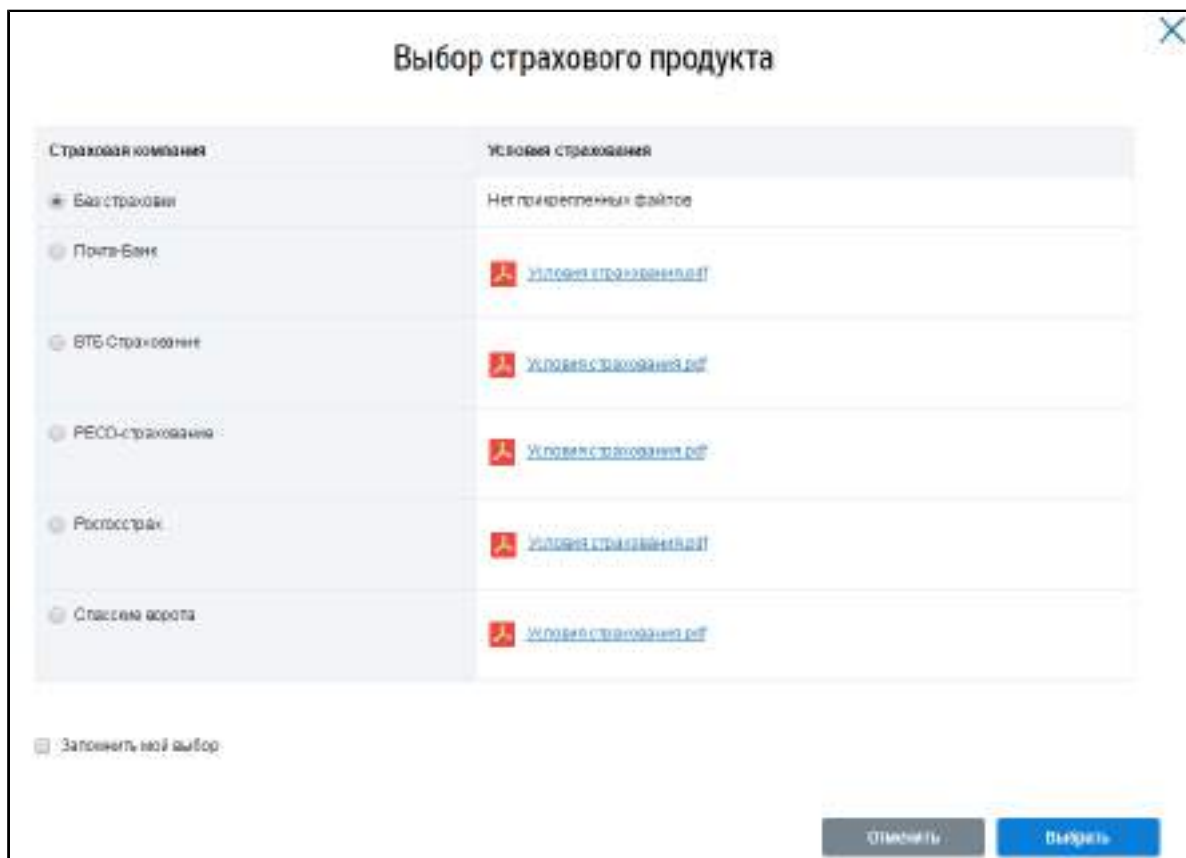 Выбор страхового продукта
Страховая компания Условия страхования
Без страховки Нет прикрепленных файлов
Почта-Банк
Условия страхования.pdf
ВТБ Страхование
Условия страхования.pdf
РЕСО-страхование
Условия страхования.pdf
Росгосстрах
Условия страхования.pdf
Спасские ворота
Условия страхования.pdf
Запомнить мой выбор
Отменить Выбрать